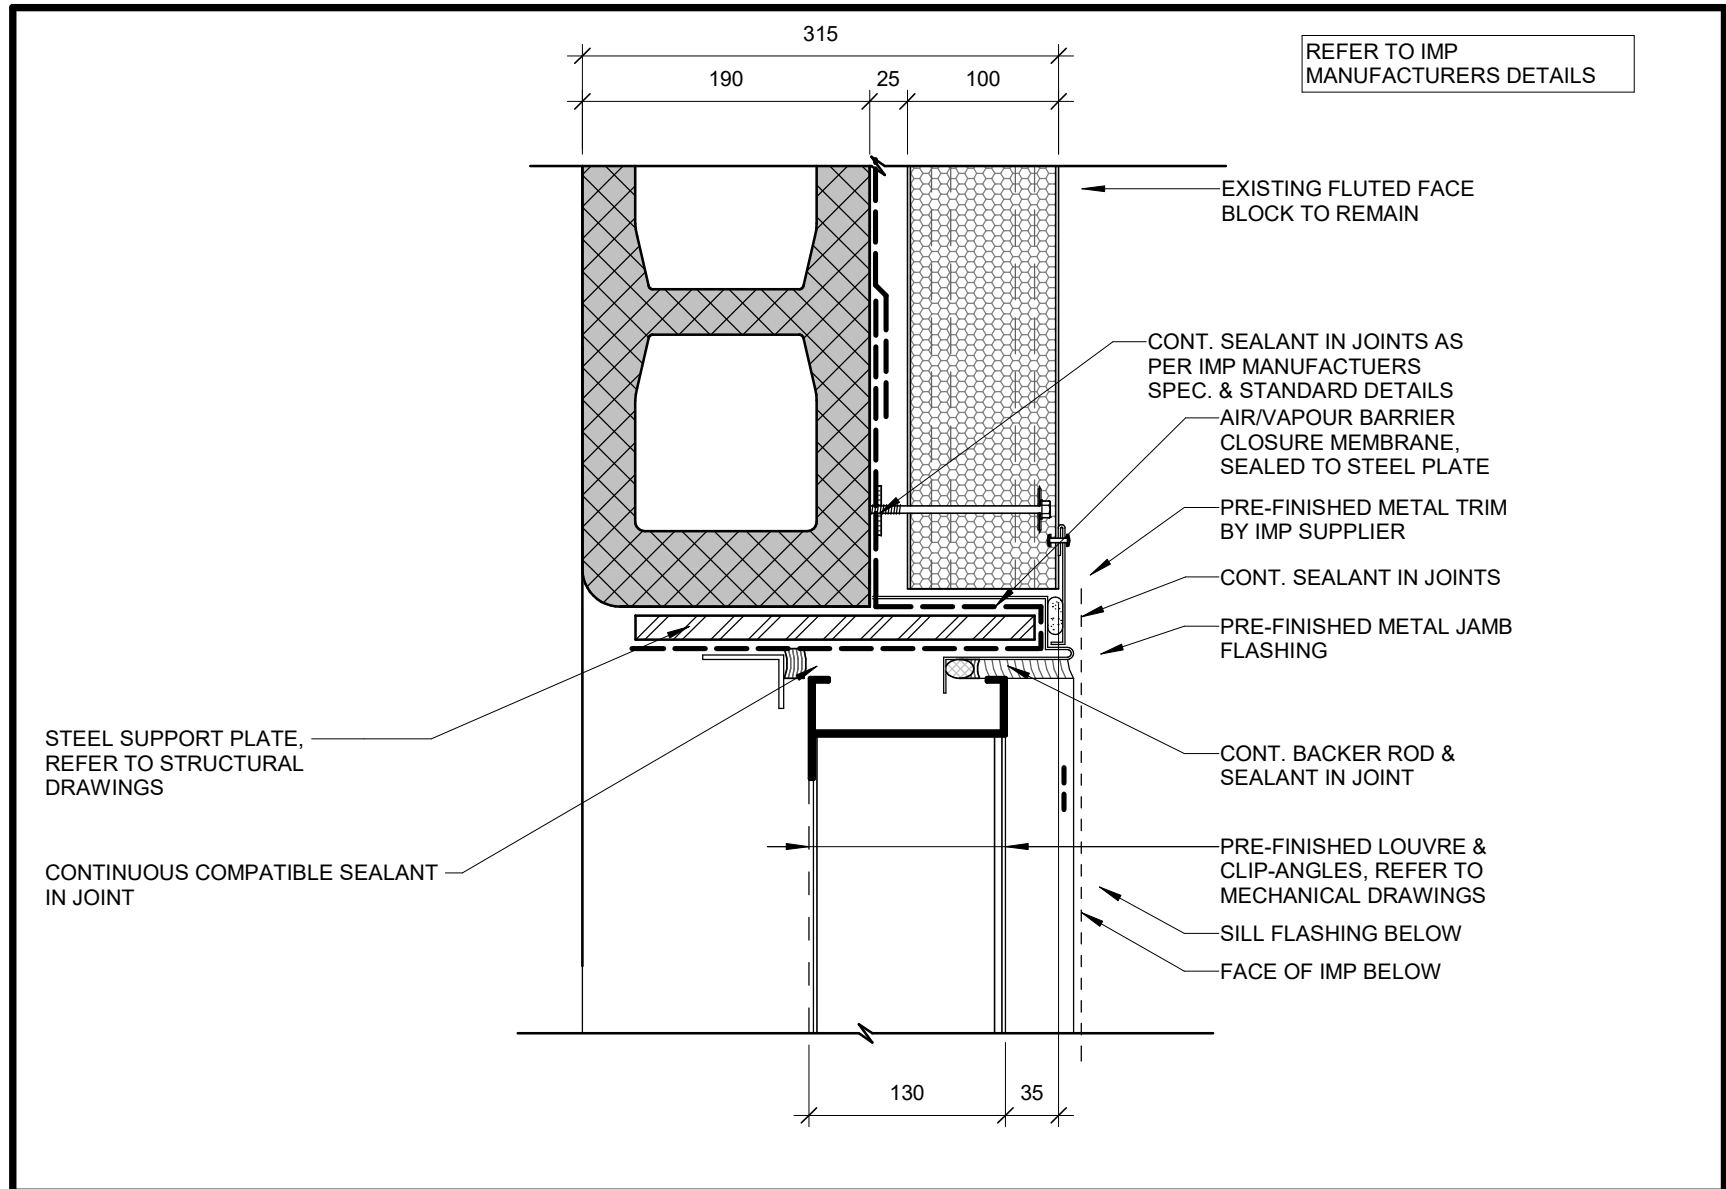 315
190
25
100
REFER TO IMP
MANUFACTURERS DETAILS
EXISTING FLUTED FACE
BLOCK TO REMAIN
CONT. SEALANT IN JOINTS AS
PER IMP MANUFACTUERS
SPEC. & STANDARD DETAILS
AIR/VAPOUR BARRIER
CLOSURE MEMBRANE,
SEALED TO STEEL PLATE
PRE-FINISHED METAL TRIM
BY IMP SUPPLIER
CONT. SEALANT IN JOINTS
PRE-FINISHED METAL JAMB
FLASHING
STEEL SUPPORT PLATE,
REFER TO STRUCTURAL
DRAWINGS
CONT. BACKER ROD &
SEALANT IN JOINT
CONTINUOUS COMPATIBLE SEALANT
IN JOINT
PRE-FINISHED LOUVRE &
CLIP-ANGLES, REFER TO
MECHANICAL DRAWINGS
SILL FLASHING BELOW
FACE OF IMP BELOW
130
35